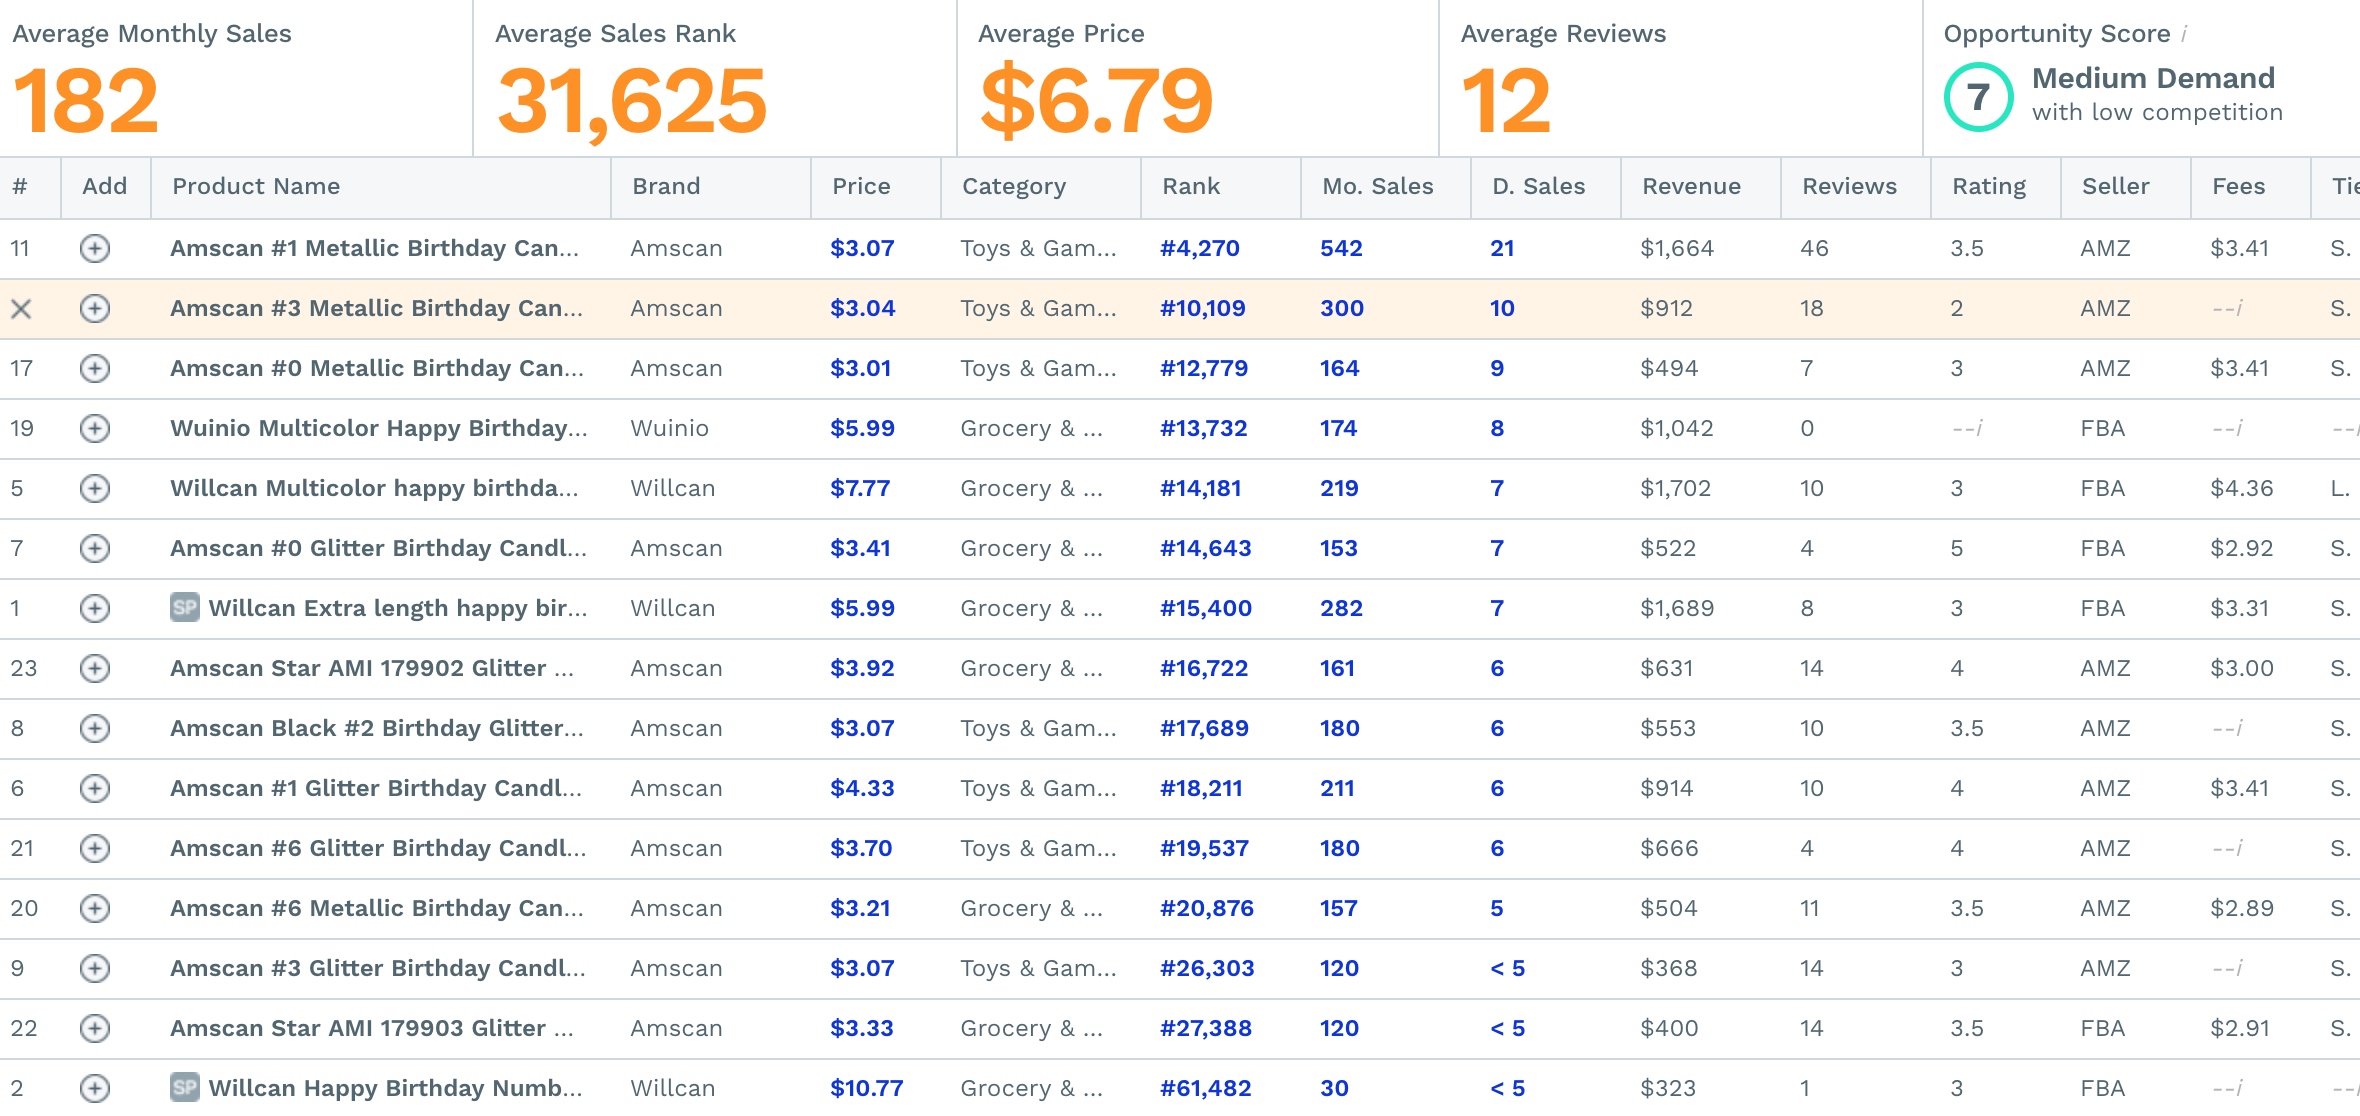 Average Monthly Sales Average Sales Rank Average Price Average Reviews Opportunity Score i
182 31,625 $6.79 12 7 Medium Demand
with low competition
# Add Product Name Brand Price Category Rank Mo. Sales D. Sales Revenue Reviews Rating Seller Fees Tie
11 Amscan #1 Metallic Birthday Can... Amscan $3.07 Toys & Gam... #4,270 542 21 $1,664 46 3.5 AMZ $3.41 S.
Amscan #3 Metallic Birthday Can... Amscan $3.04 Toys & Gam... #10,109 300 10 $912 18 2 AMZ --i S.
17 Amscan #0 Metallic Birthday Can... Amscan $3.01 Toys & Gam... #12,779 164 9 $494 7 3 AMZ $3.41 S.
19 Wuinio Multicolor Happy Birthday... Wuinio $5.99 Grocery & ... #13,732 174 8 $1,042 0 --i FBA --i --i
5 Willcan Multicolor happy birthda... Willcan $7.77 Grocery & ... #14,181 219 7 $1,702 10 3 FBA $4.36 L.
7 Amscan #0 Glitter Birthday Candl... Amscan $3.41 Grocery & ... #14,643 153 7 $522 4 5 FBA $2.92 S.
1 SP Willcan Extra length happy bir... Willcan $5.99 Grocery & ... #15,400 282 7 $1,689 8 3 FBA $3.31 S.
23 Amscan Star AMI 179902 Glitter ... Amscan $3.92 Grocery & ... #16,722 161 6 $631 14 4 AMZ $3.00 S.
8 Amscan Black #2 Birthday Glitter... Amscan $3.07 Toys & Gam... #17,689 180 6 $553 10 3.5 AMZ --i S.
6 Amscan #1 Glitter Birthday Candl... Amscan $4.33 Toys & Gam... #18,211 211 6 $914 10 4 AMZ $3.41 S.
21 Amscan #6 Glitter Birthday Candl... Amscan $3.70 Toys & Gam... #19,537 180 6 $666 4 4 AMZ --i S.
20 Amscan #6 Metallic Birthday Can... Amscan $3.21 Grocery & ... #20,876 157 5 $504 11 3.5 AMZ $2.89 S.
9 Amscan #3 Glitter Birthday Candl... Amscan $3.07 Toys & Gam... #26,303 120 < 5 $368 14 3 AMZ --i S.
22 Amscan Star AMI 179903 Glitter ... Amscan $3.33 Grocery & ... #27,388 120 < 5 $400 14 3.5 FBA $2.91 S.
2 SP Willcan Happy Birthday Numb... Willcan $10.77 Grocery & ... #61,482 30 < 5 $323 1 3 FBA --i --i